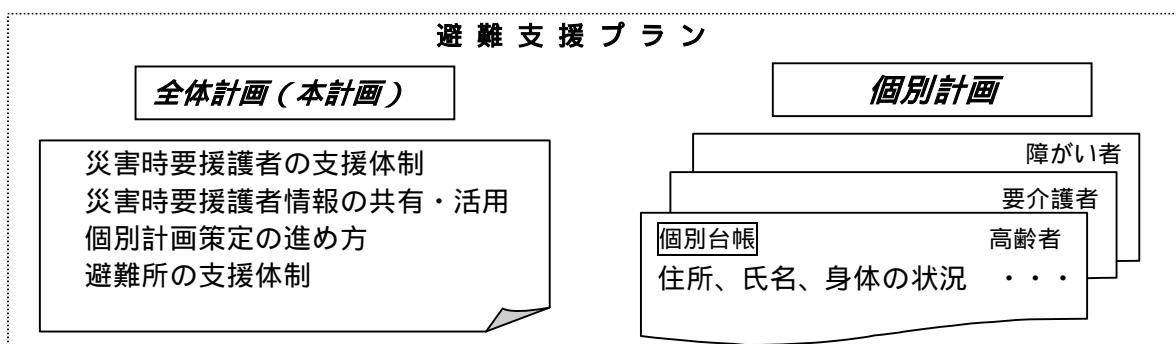 避難支援プラン
全体計画（本計画）
災害時要援護者の支援体制
災害時要援護者情報の共有・活用
個別計画策定の進め方
避難所の支援体制
個別計画
障がい者
要介護者
個別台帳 高齢者
住所、氏名、身体の状況 ・・・